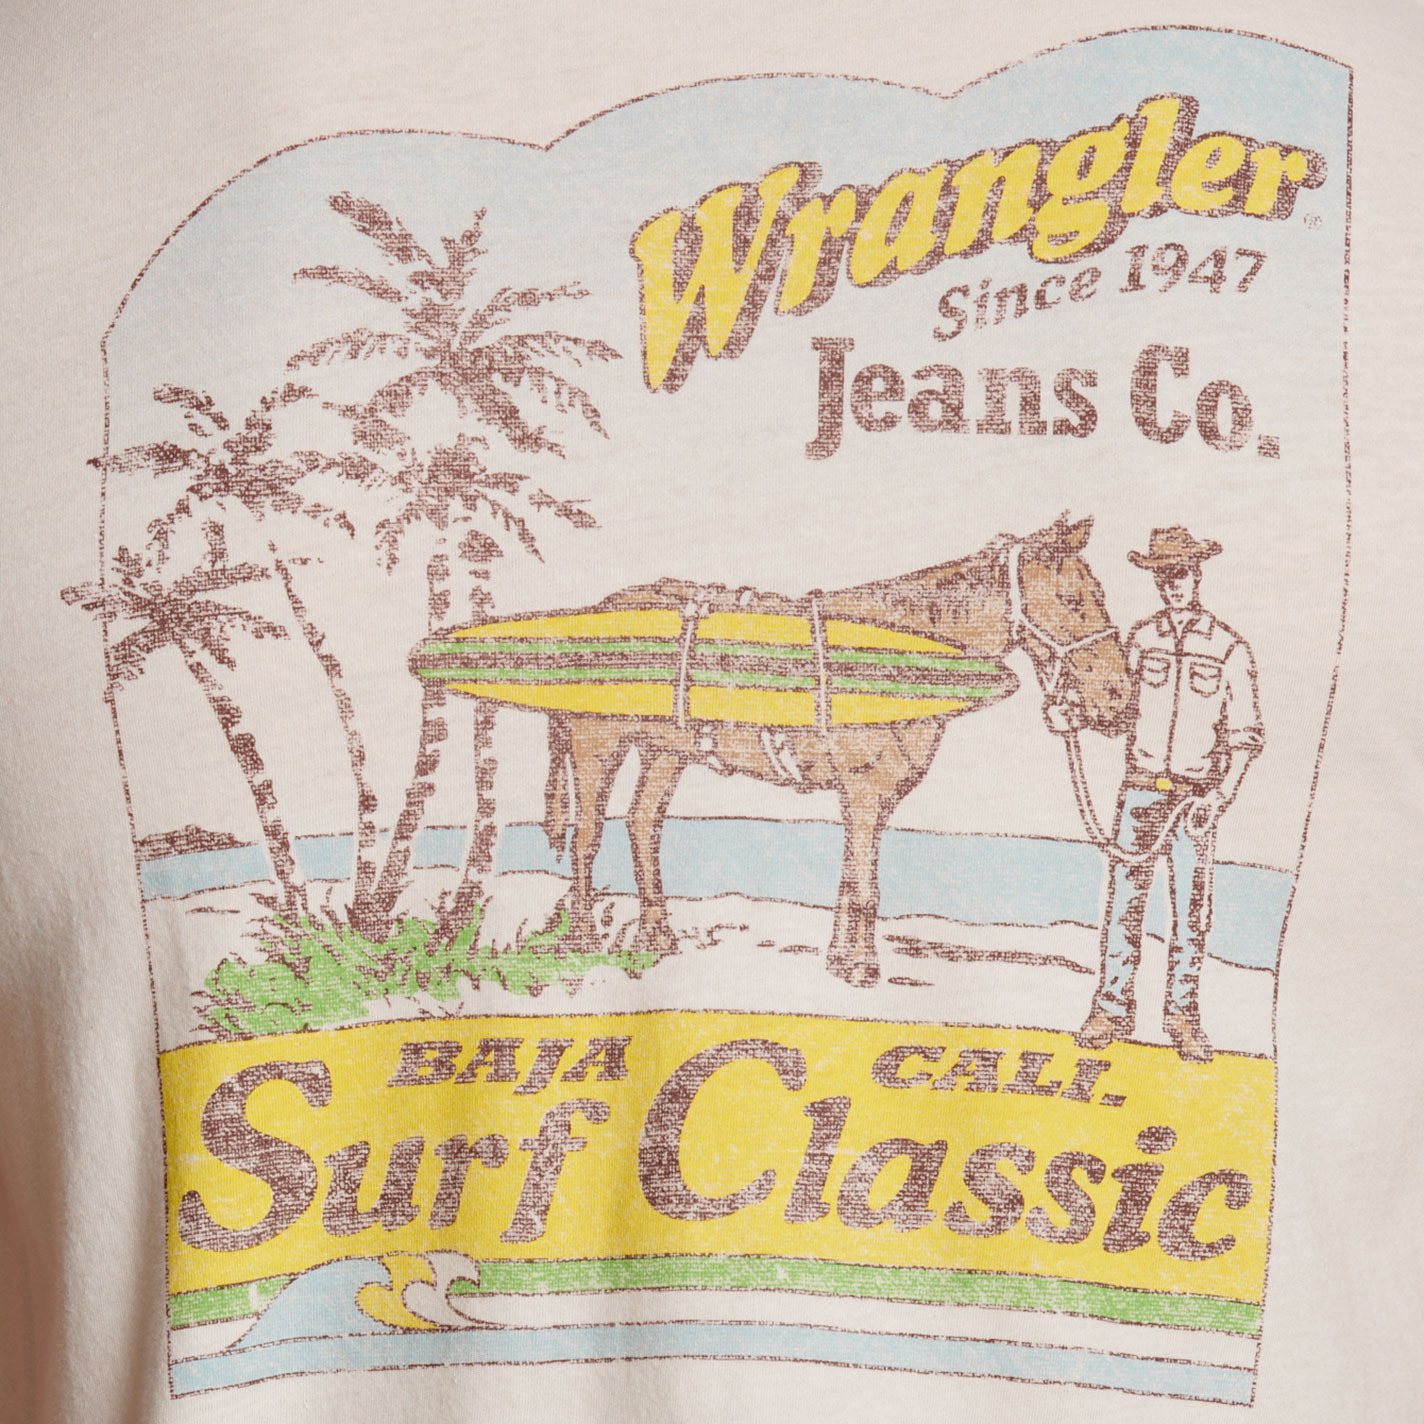 Wrangler®
Since 1947
Jeans Co.
BAJA CALI.
Surf Classic